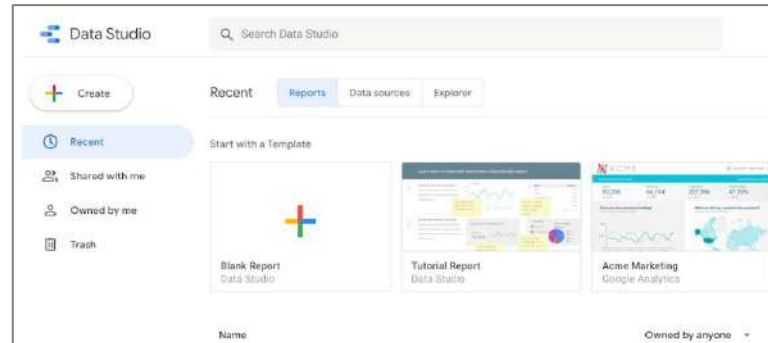 Data Studio
Search Data Studio
Create
Recent
Shared with me
Owned by me
Trash
Recent
Reports Data sources Explorer
Start with a Template
Blank Report
Data Studio
Tutorial Report
Data Studio
ACME
Acme Marketing
Google Analytics
Name
Owned by anyone